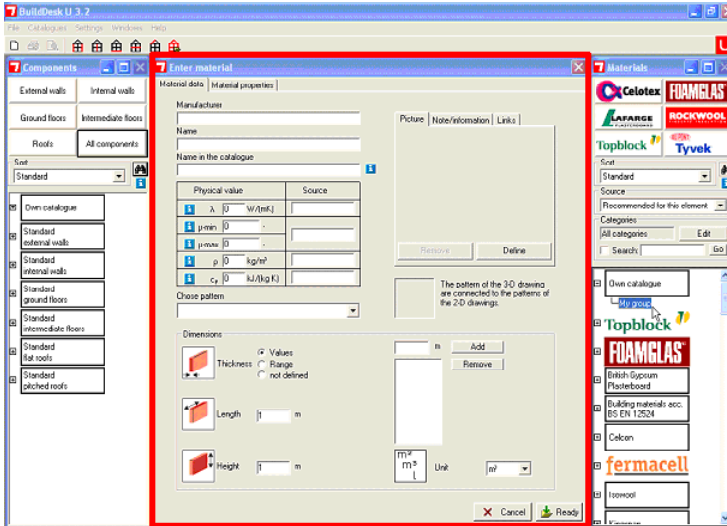 BuildDesk U 3.2
File Catalogues Settings Windows Help
U
Components
External walls
Internal walls
Ground floors
Intermediate floors
Roofs
All components
Sort
Standard
Own catalogue
Standard
external walls
Standard
internal walls
Standard
ground floors
Standard
intermediate floors
Standard
flat roofs
Standard
pitched roofs
Enter material
Material data
Material properties
Manufacturer
Name
Name in the catalogue
Physical value
Source
λ 0 W/(mK)
μ-min 0 -
μ-max 0 -
ρ 0 kg/m³
cp 0 kJ/(kg K)
Chose pattern
Picture
Note/information
Links
Remove
Define
The pattern of the 3-D drawing
are connected to the patterns of
the 2-D drawings.
Dimensions
Thickness
Values
Range
not defined
m
Add
Remove
Length 1 m
Height 1 m
m²
m³
l
Unit
m²
Cancel
Ready
Materials
Celotex
FOAMGLAS
LAFARGE
PLASTERBOARD
ROCKWOOL
Topblock
Tyvek
Sort
Standard
Source
Recommended for this element
Categories
All categories
Edit
Search:
Go
Own catalogue
My group
Topblock
FOAMGLAS
British Gypsum
Plasterboard
Building materials acc.
BS EN 12524
Celcon
fermacell
Isowool
Kingspan